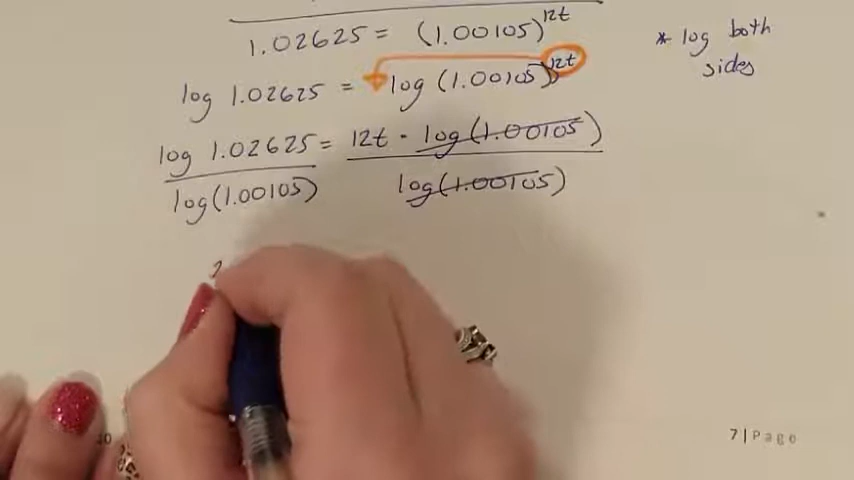 1.02625 = (1.00105)^12t
* log both sides
log 1.02625 = log (1.00105)^12t
log 1.02625 = 12t · log(1.00105)
log(1.00105) log(1.00105)
2
7 | Page